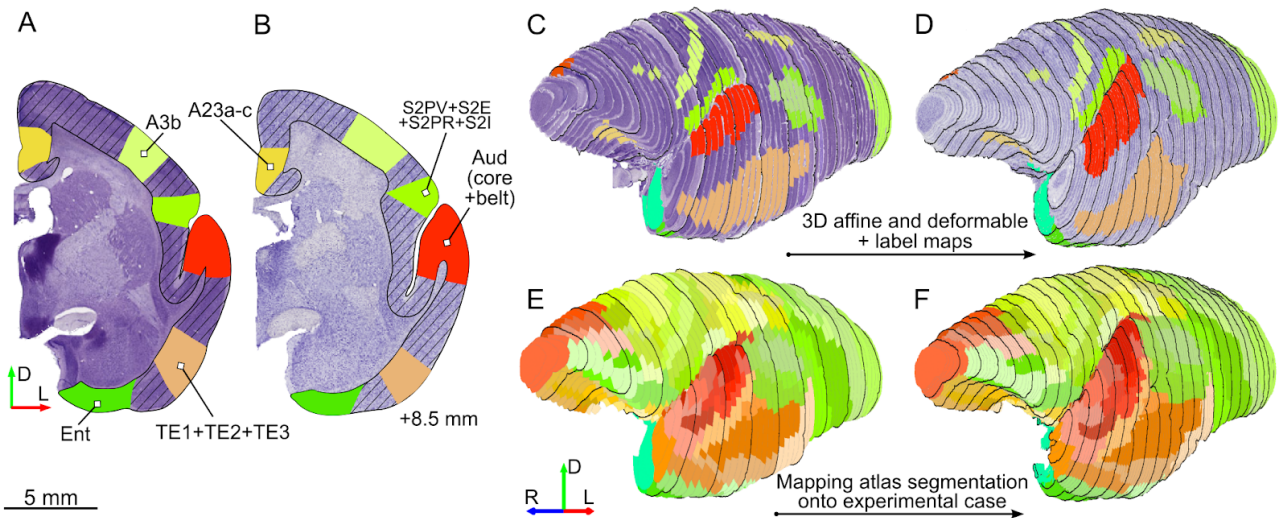 A
B
C
D
A3b
A23a-c
S2PV+S2E
+S2PR+S2I
Aud
(core
+belt)
3D affine and deformable
+ label maps
E
F
D
L
Ent
TE1+TE2+TE3
+8.5 mm
5 mm
D
R
L
Mapping atlas segmentation
onto experimental case